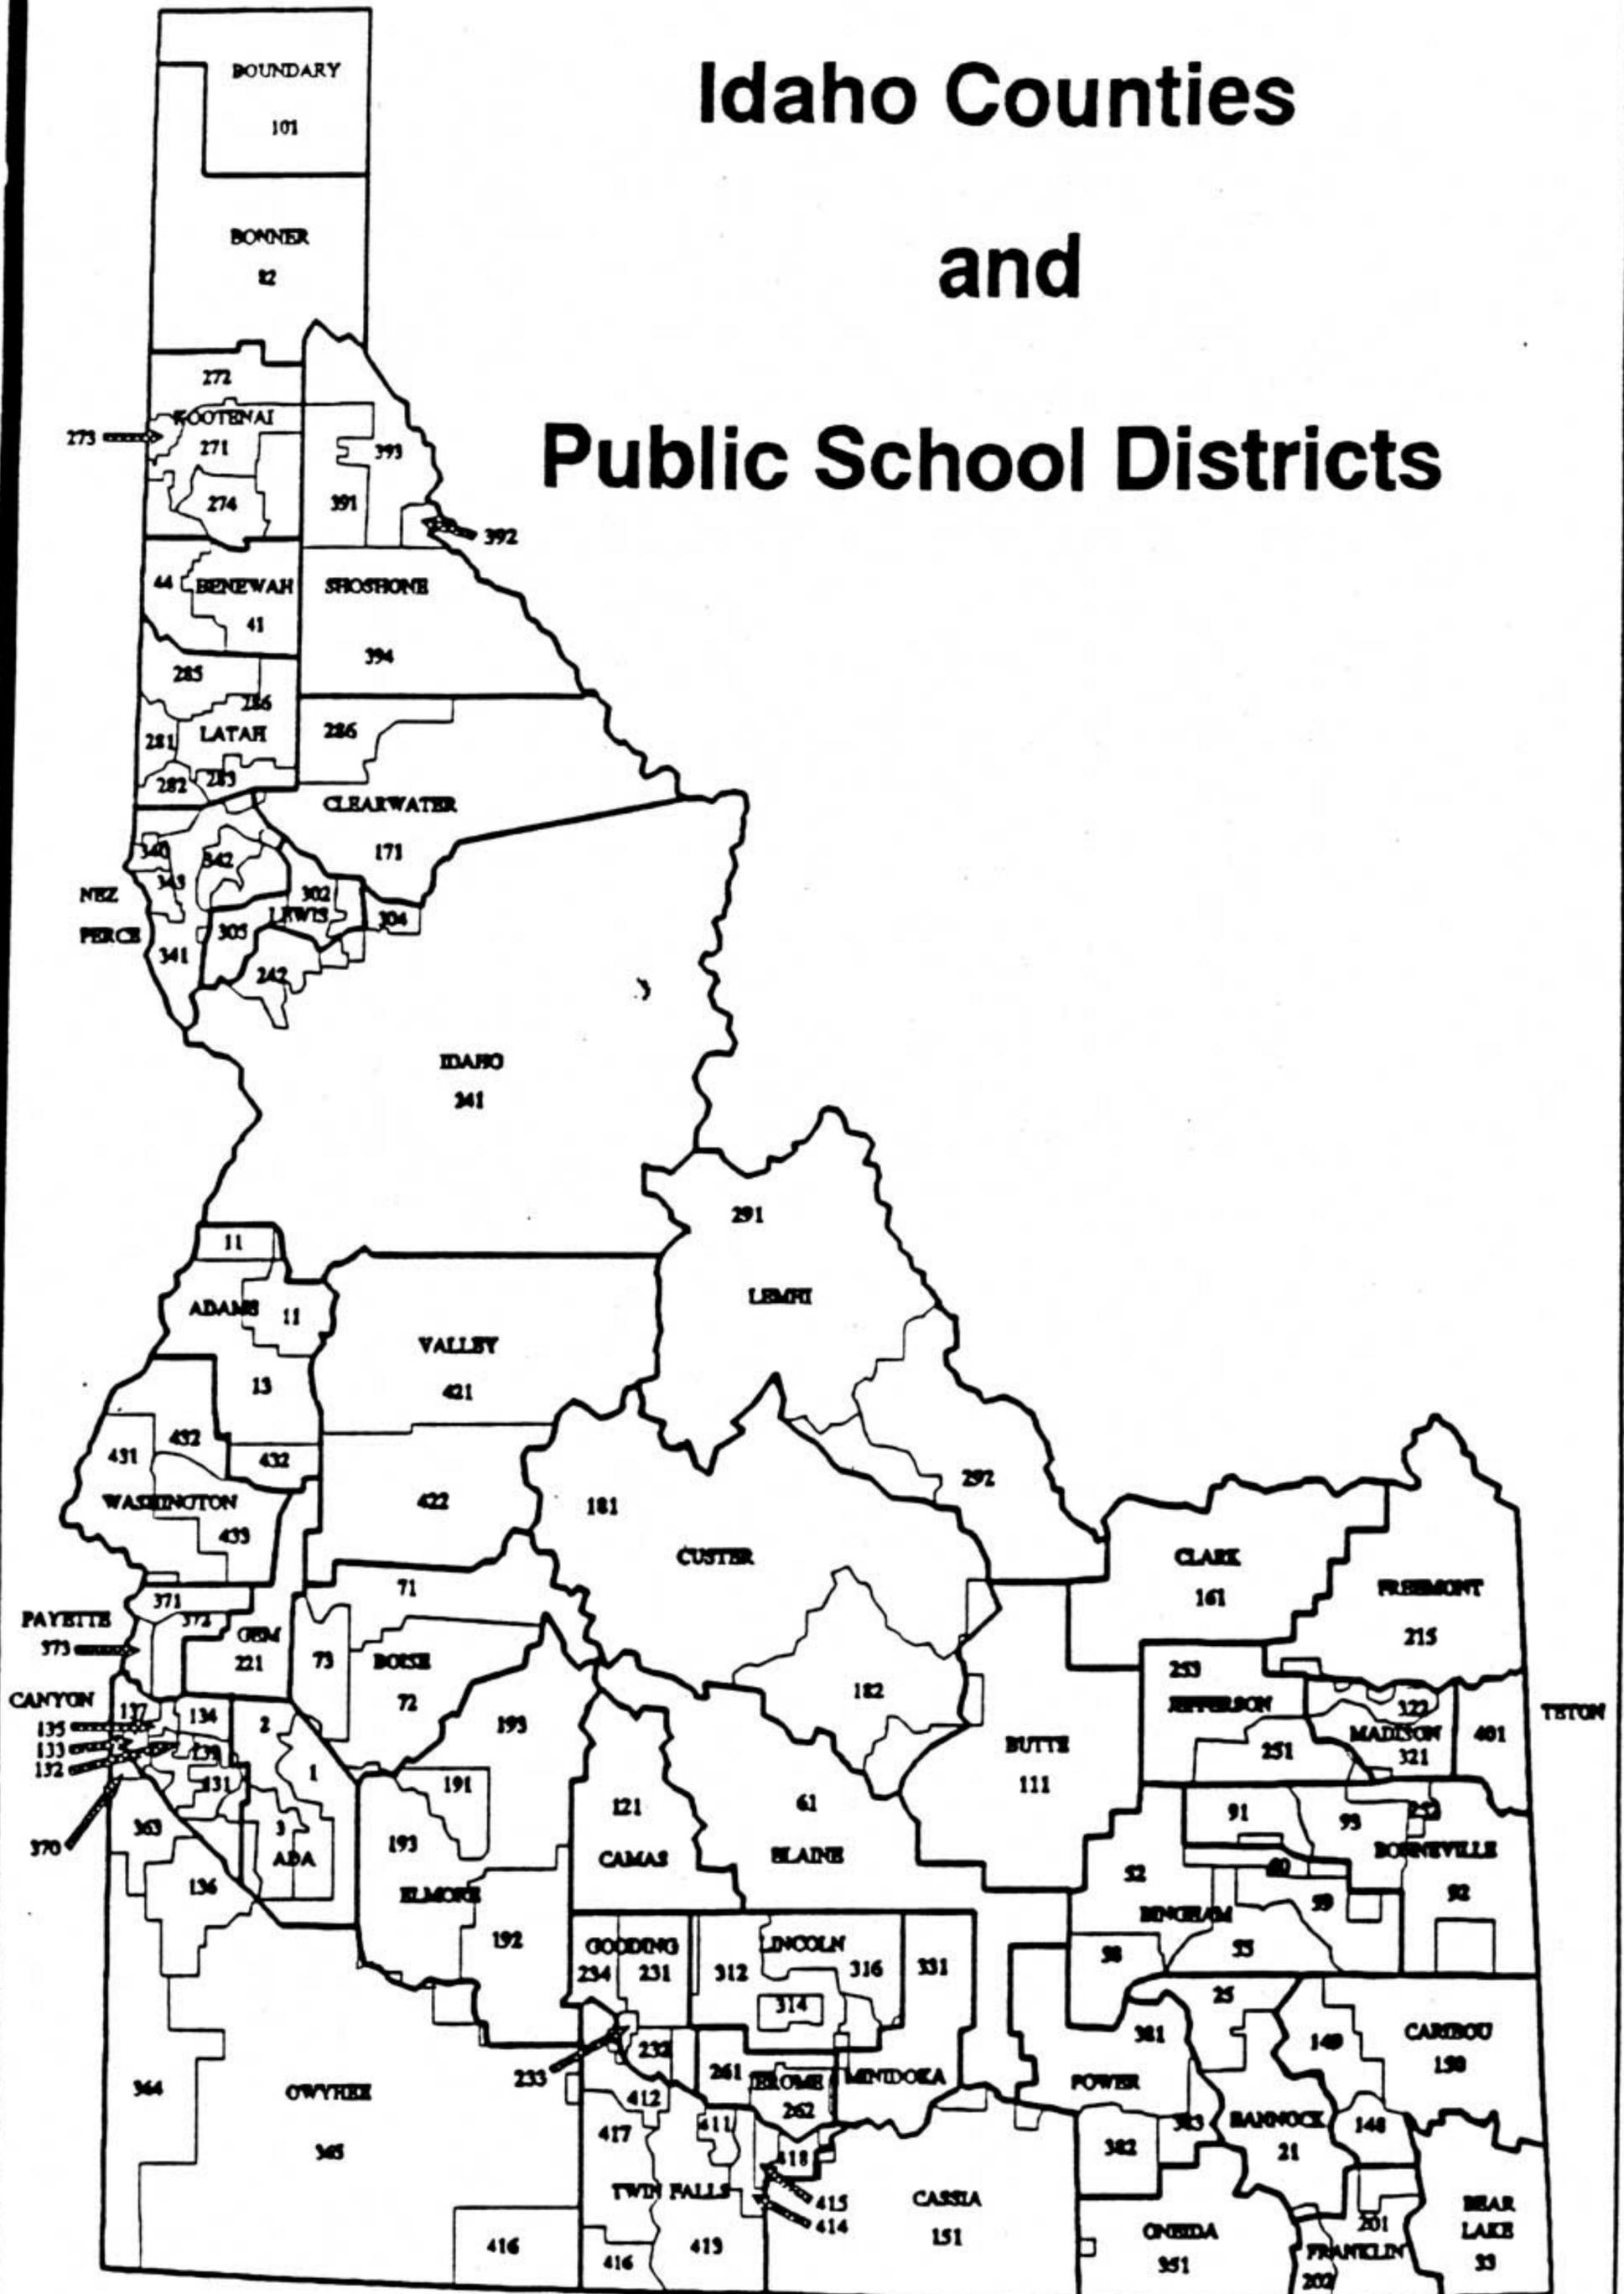 Idaho Counties
and
Public School Districts
BOUNDARY
101
BONNER
82
272
KOOTENAI
273
271
393
274
391
392
44
BENEWAH
SHOSHONE
41
394
285
286
281
LATAH
286
282
283
CLEARWATER
340
342
171
343
NEZ
PERCE
302
LEWIS
304
305
341
242
IDAHO
241
291
11
LEMHI
ADAMS
11
VALLEY
13
421
432
431
432
292
WASHINGTON
422
181
433
CUSTER
CLARK
161
FREEMONT
215
71
371
372
PAYETTE
373
GEM
221
73
BOISE
72
182
253
CANYON
137
134
2
193
JEFFERSON
322
TETON
135
133
132
139
1
BUTTE
111
251
MADISON
321
401
131
191
121
61
91
93
252
370
363
3
ADA
193
CAMAS
BLAINE
BONNEVILLE
136
ELMORE
52
60
92
59
BINGHAM
192
GOODING
LINCOLN
55
58
234
231
312
316
331
314
25
381
149
CARIBOU
150
233
232
261
JEROME
MINIDOKA
POWER
364
OWYHEE
412
262
411
383
BANNOCK
148
417
382
21
365
418
TWIN FALLS
415
414
CASSIA
151
BEAR
LAKE
33
201
ONEIDA
351
FRANKLIN
202
416
416
413